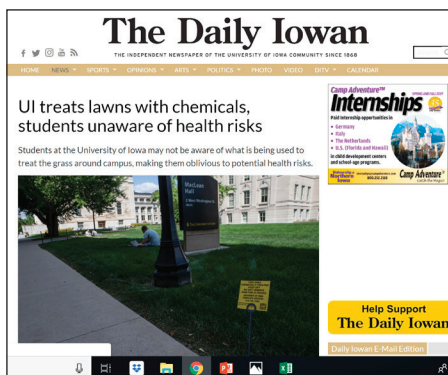 The Daily Iowan
THE INDEPENDENT NEWSPAPER OF THE UNIVERSITY OF IOWA COMMUNITY SINCE 1868
HOME NEWS SPORTS OPINIONS ARTS POLITICS PHOTO VIDEO DITV CALENDAR
UI treats lawns with chemicals,
students unaware of health risks
Students at the University of Iowa may not be aware of what is being used to
treat the grass around campus, making them oblivious to potential health risks.
MacLean
Hall
Camp Adventure™
Internships
Paid internship opportunities in
• Germany
• Italy
• The Netherlands
• U.S. (Florida and Hawaii)
in child development centers
and school-age programs.
University of
Northern
Iowa
Camp Adventure
Help Support
The Daily Iowan
Daily Iowan E-Mail Edition